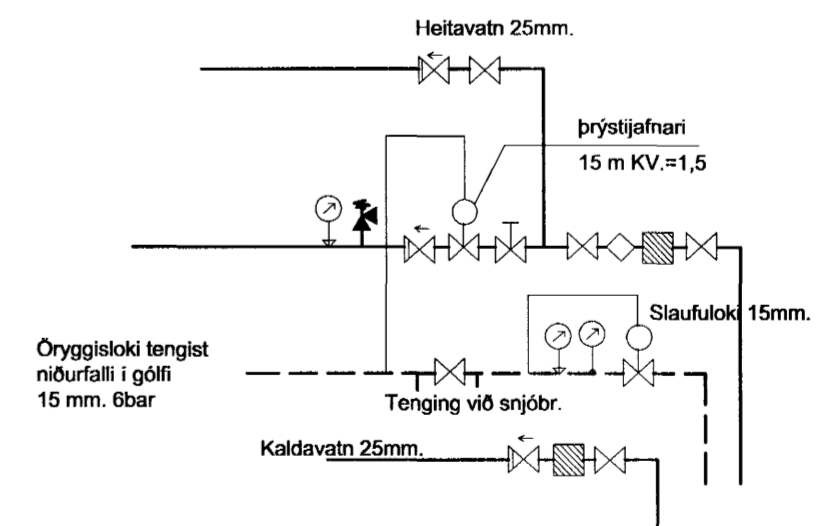 Heitavatn 25mm.
þrýstijafnari
15 m KV.=1,5
Slaufuloki 15mm.
Öryggisloki tengist
niðurfalli í gólfi
15 mm. 6bar
Tenging við snjóbr.
Kaldavatn 25mm.